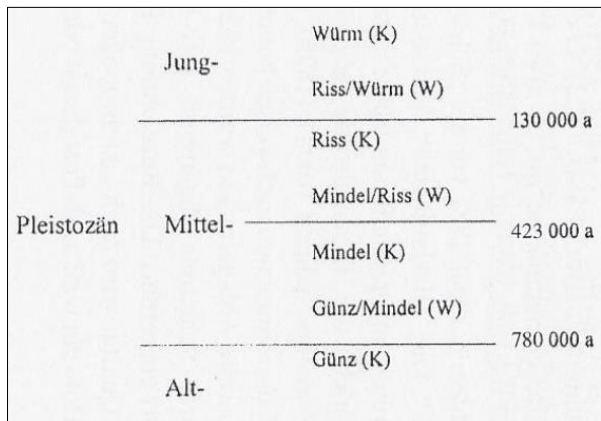 Würm (K)
Jung-
Riss/Würm (W)
130 000 a
Riss (K)
Mindel/Riss (W)
Pleistozän Mittel-
423 000 a
Mindel (K)
Günz/Mindel (W)
780 000 a
Günz (K)
Alt-